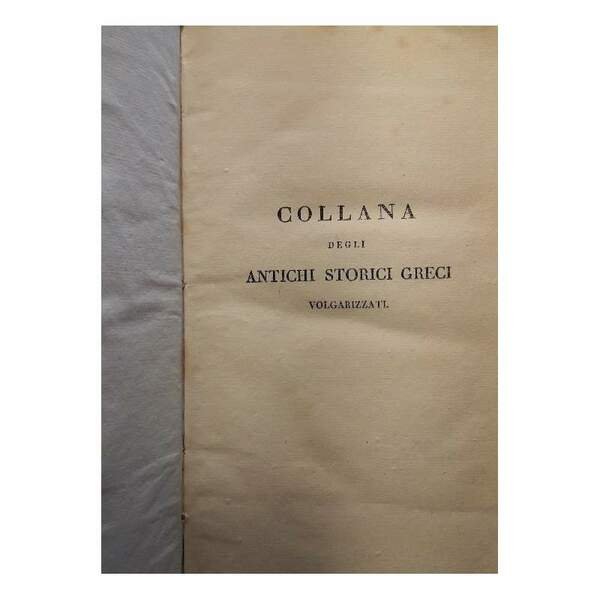 COLLANA
DEGLI
ANTICHI STORICI GRECI
VOLGARIZZATI.